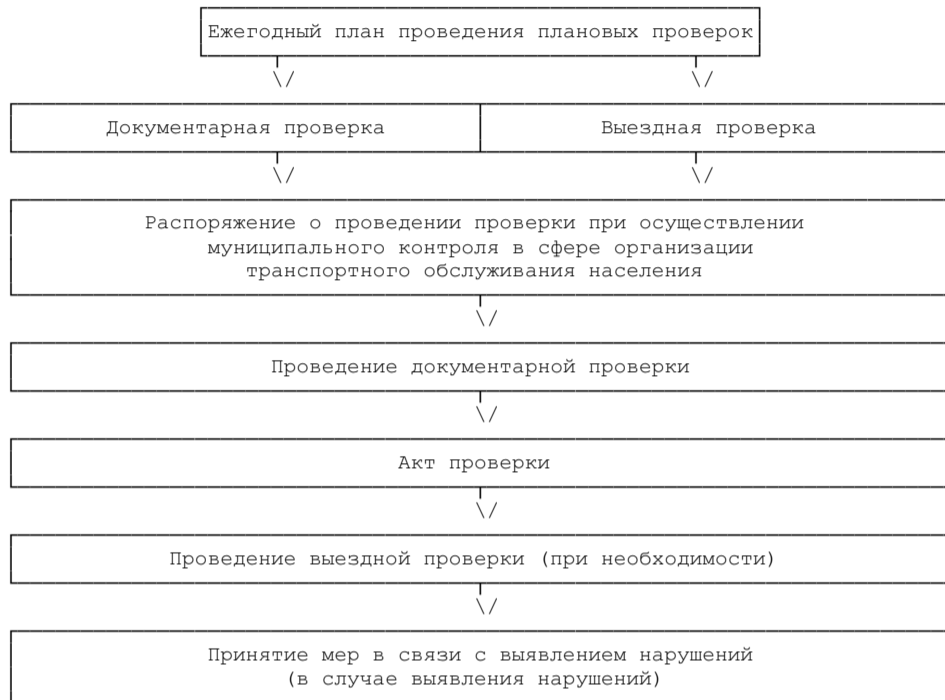 Ежегодный план проведения плановых проверок
\/ \/
Документарная проверка Выездная проверка
\/ \/
Распоряжение о проведении проверки при осуществлении
муниципального контроля в сфере организации
транспортного обслуживания населения
\/
Проведение документарной проверки
\/
Акт проверки
\/
Проведение выездной проверки (при необходимости)
\/
Принятие мер в связи с выявлением нарушений
(в случае выявления нарушений)